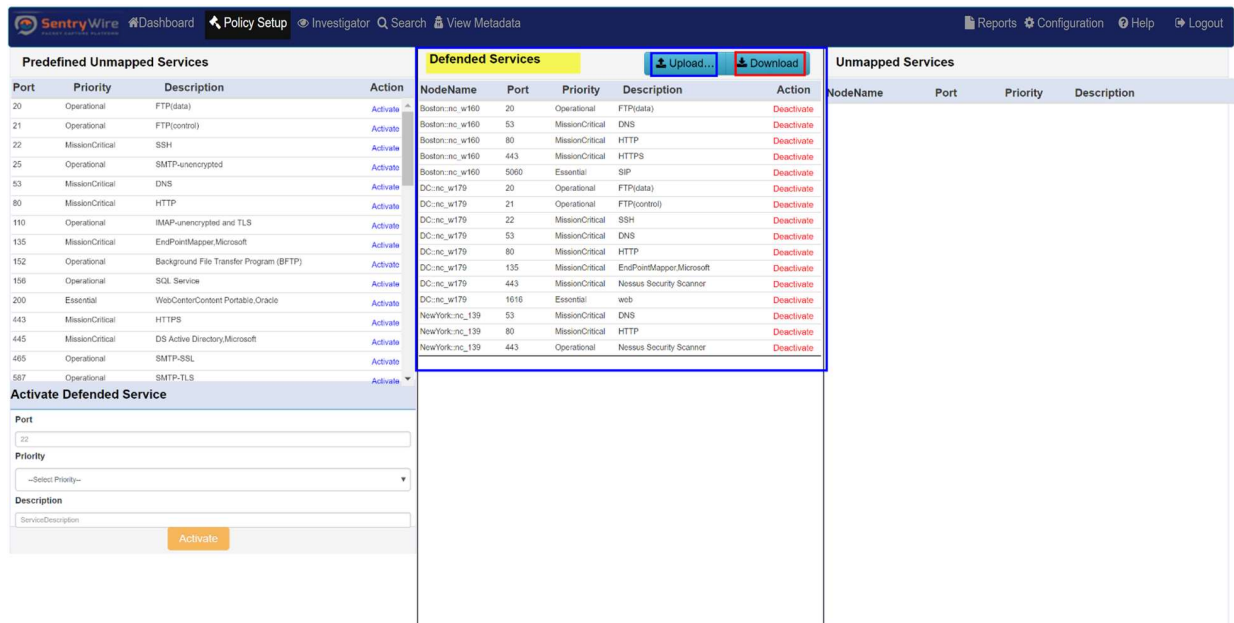 SentryWire Dashboard Policy Setup Investigator Search View Metadata Reports Configuration Help Logout
PACKET CAPTURE PLATFORM
Predefined Unmapped Services
Port Priority Description Action
20 Operational FTP(data) Activate
21 Operational FTP(control) Activate
22 MissionCritical SSH Activate
25 Operational SMTP-unencrypted Activate
53 MissionCritical DNS Activate
80 MissionCritical HTTP Activate
110 Operational IMAP-unencrypted and TLS Activate
135 MissionCritical EndPointMapper,Microsoft Activate
152 Operational Background File Transfer Program (BFTP) Activate
156 Operational SQL Service Activate
200 Essential WebCenterContent Portable,Oracle Activate
443 MissionCritical HTTPS Activate
445 MissionCritical DS Active Directory,Microsoft Activate
465 Operational SMTP-SSL Activate
587 Operational SMTP-TLS Activate
Activate Defended Service
Port
22
Priority
--Select Priority--
Description
ServiceDescription
Activate
Defended Services Upload... Download
NodeName Port Priority Description Action
Boston::nc_w160 20 Operational FTP(data) Deactivate
Boston::nc_w160 53 MissionCritical DNS Deactivate
Boston::nc_w160 80 MissionCritical HTTP Deactivate
Boston::nc_w160 443 MissionCritical HTTPS Deactivate
Boston::nc_w160 5060 Essential SIP Deactivate
DC::nc_w179 20 Operational FTP(data) Deactivate
DC::nc_w179 21 Operational FTP(control) Deactivate
DC::nc_w179 22 MissionCritical SSH Deactivate
DC::nc_w179 53 MissionCritical DNS Deactivate
DC::nc_w179 80 MissionCritical HTTP Deactivate
DC::nc_w179 135 MissionCritical EndPointMapper,Microsoft Deactivate
DC::nc_w179 443 MissionCritical Nessus Security Scanner Deactivate
DC::nc_w179 1616 Essential web Deactivate
NewYork::nc_139 53 MissionCritical DNS Deactivate
NewYork::nc_139 80 MissionCritical HTTP Deactivate
NewYork::nc_139 443 Operational Nessus Security Scanner Deactivate
Unmapped Services
NodeName Port Priority Description